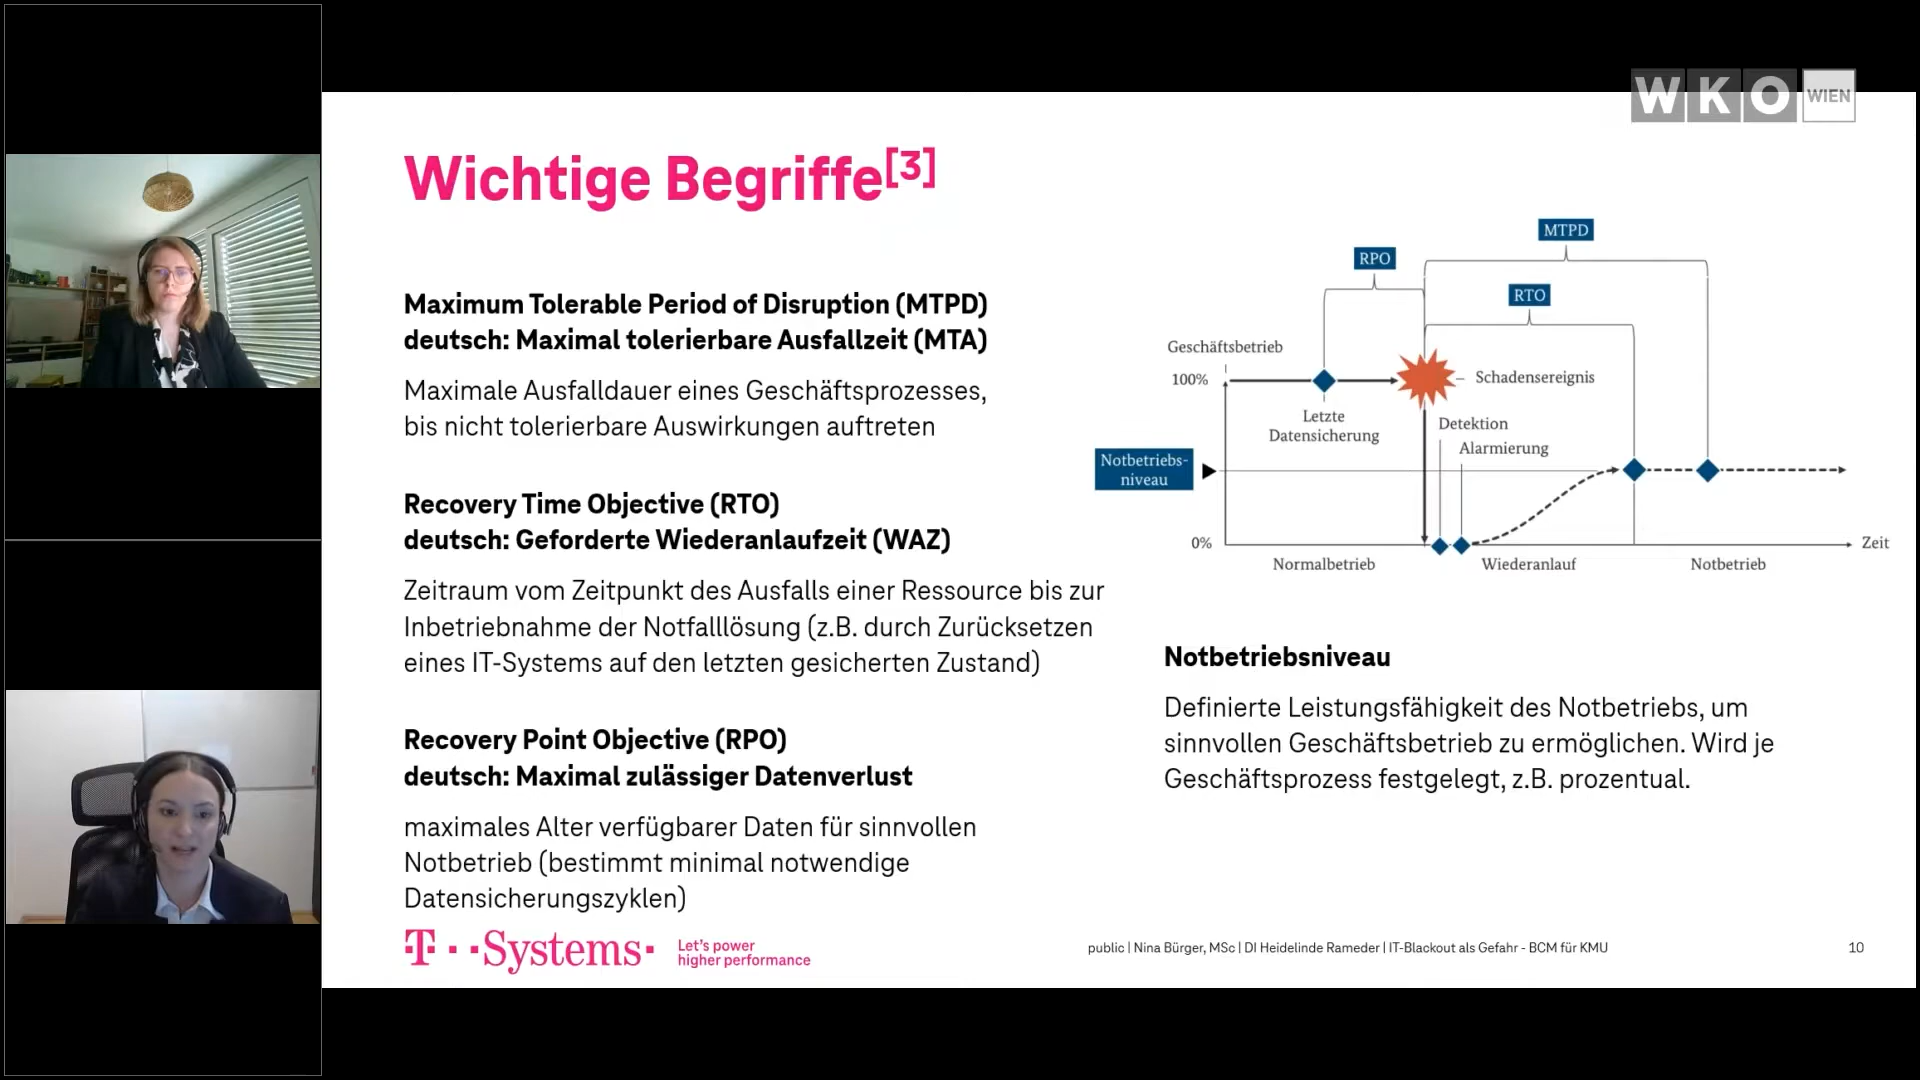 WKO WIEN
Wichtige Begriffe[3]
Maximum Tolerable Period of Disruption (MTPD)
deutsch: Maximal tolerierbare Ausfallzeit (MTA)
Maximale Ausfalldauer eines Geschäftsprozesses,
bis nicht tolerierbare Auswirkungen auftreten
Recovery Time Objective (RTO)
deutsch: Geforderte Wiederanlaufzeit (WAZ)
Zeitraum vom Zeitpunkt des Ausfalls einer Ressource bis zur
Inbetriebnahme der Notfalllösung (z.B. durch Zurücksetzen
eines IT-Systems auf den letzten gesicherten Zustand)
Recovery Point Objective (RPO)
deutsch: Maximal zulässiger Datenverlust
maximales Alter verfügbarer Daten für sinnvollen
Notbetrieb (bestimmt minimal notwendige
Datensicherungszyklen)
MTPD
RPO
RTO
Geschäftsbetrieb
100%
Schadensereignis
Letzte
Datensicherung
Detektion
Alarmierung
Notbetriebs-
niveau
0%
Zeit
Normalbetrieb
Wiederanlauf
Notbetrieb
Notbetriebsniveau
Definierte Leistungsfähigkeit des Notbetriebs, um
sinnvollen Geschäftsbetrieb zu ermöglichen. Wird je
Geschäftsprozess festgelegt, z.B. prozentual.
T · · Systems ·
Let's power
higher performance
public | Nina Bürger, MSc | DI Heidelinde Rameder | IT-Blackout als Gefahr - BCM für KMU
10